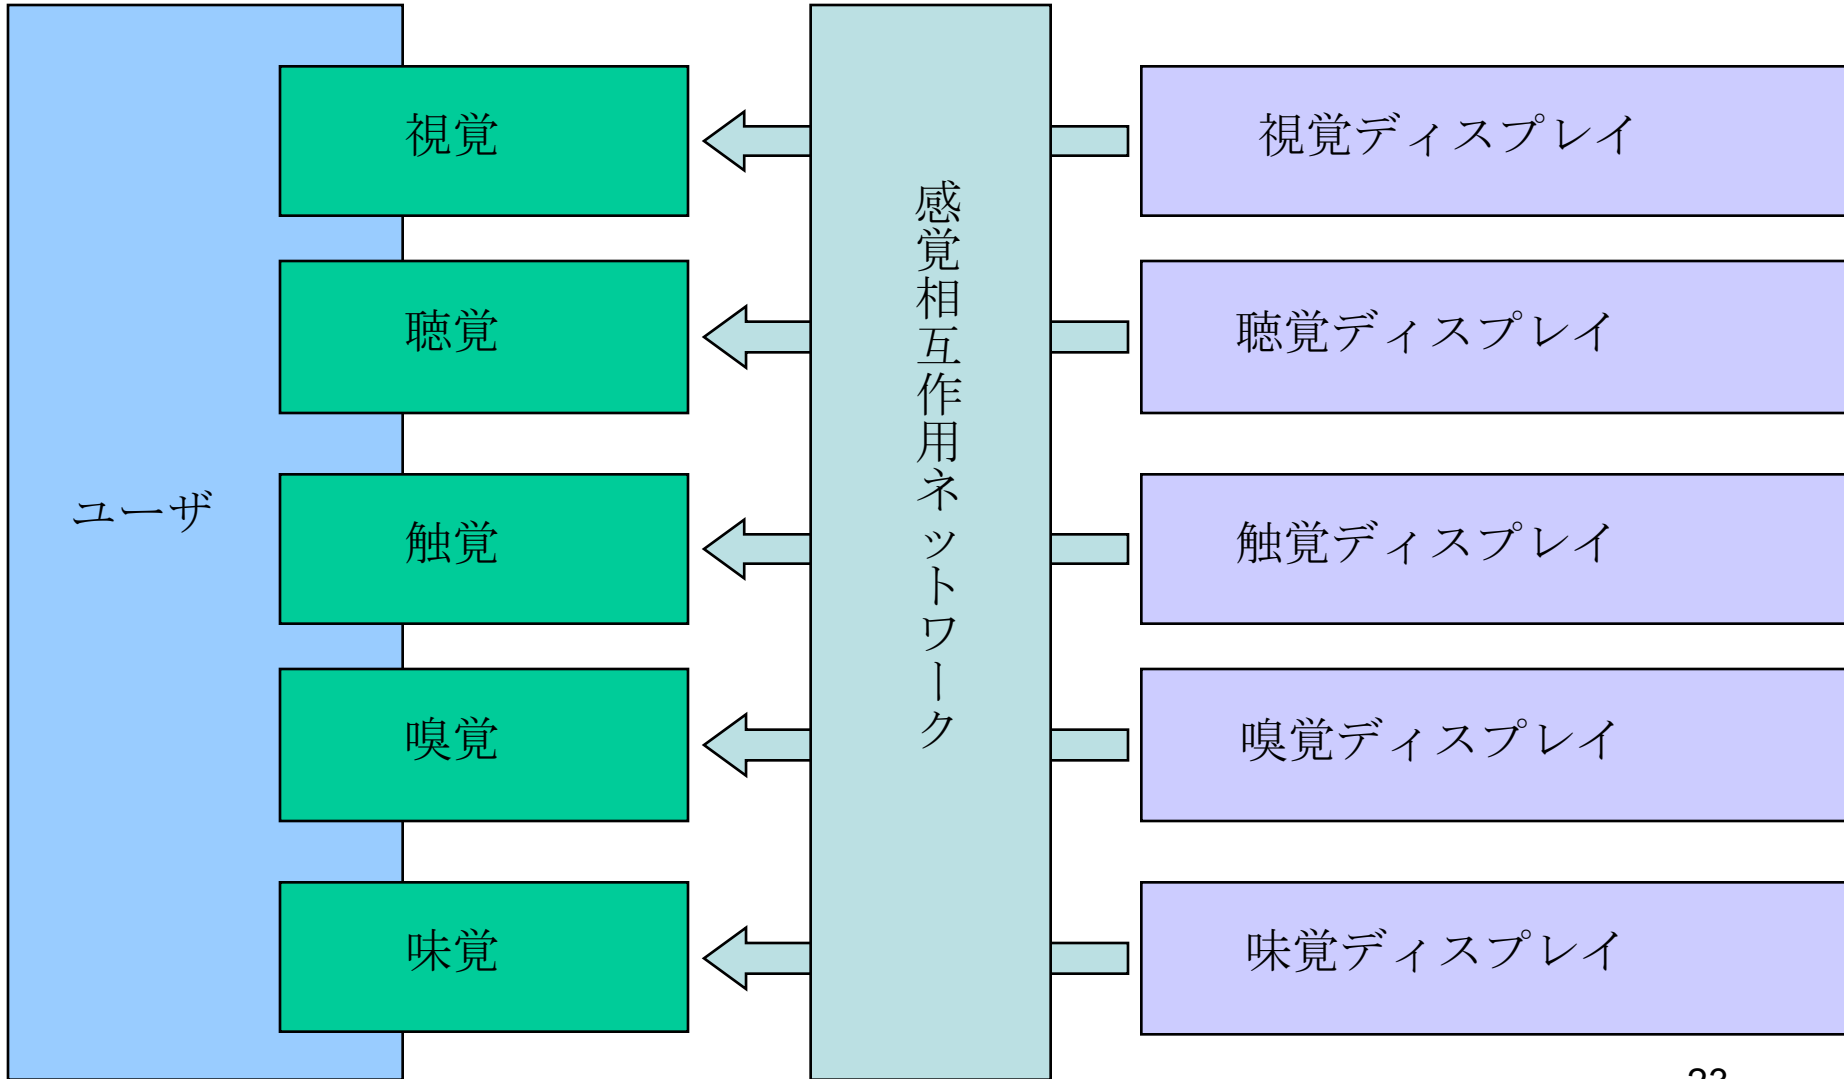 ユーザ
視覚
聴覚
触覚
嗅覚
味覚
感覚相互作用ネットワーク
視覚ディスプレイ
聴覚ディスプレイ
触覚ディスプレイ
嗅覚ディスプレイ
味覚ディスプレイ
23